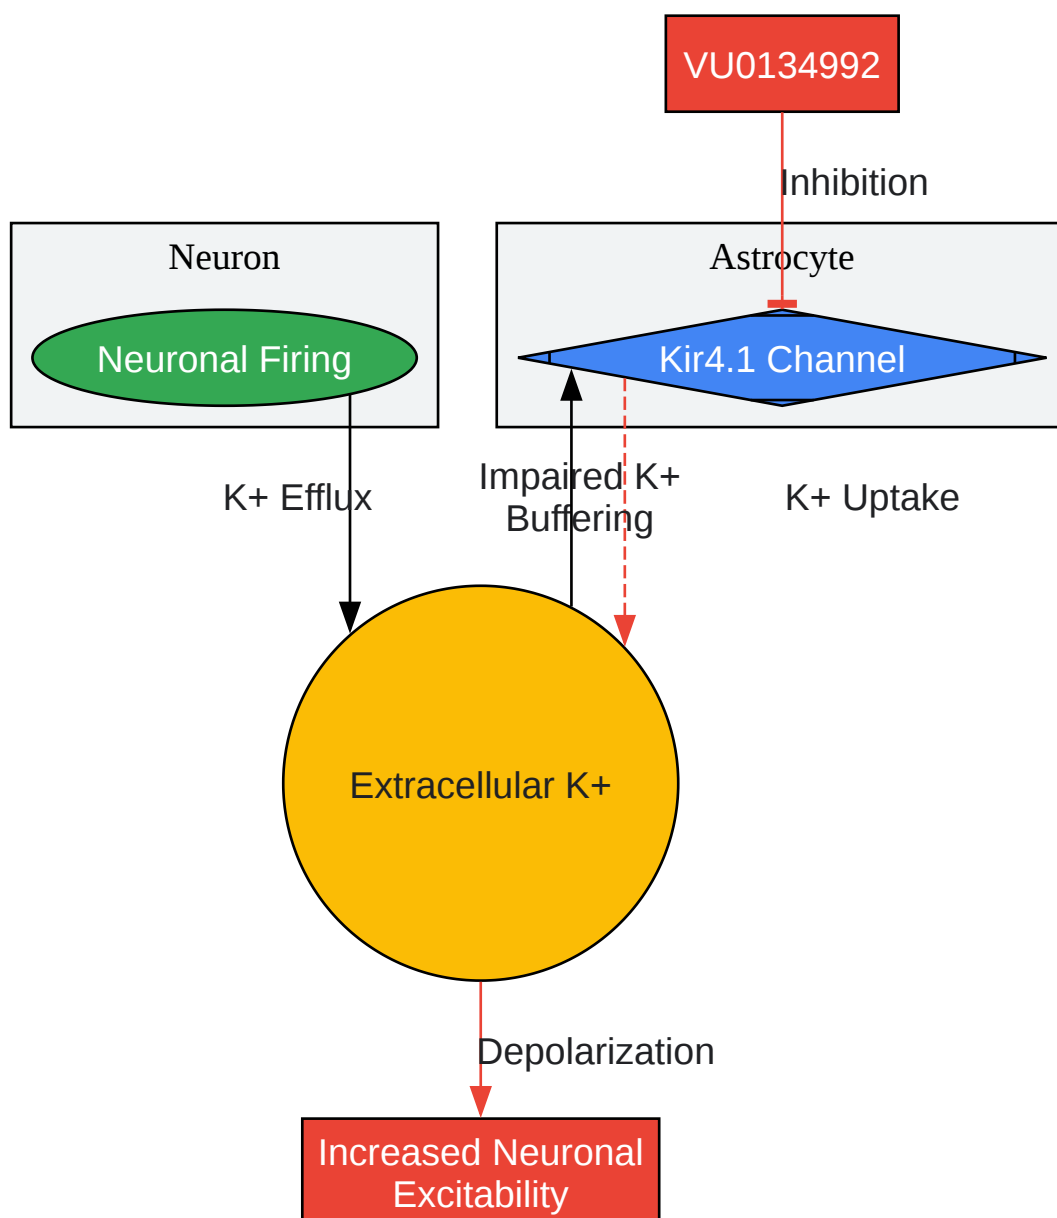 VU0134992
Inhibition
Neuron
Astrocyte
Neuronal Firing
Kir4.1 Channel
K+ Efflux
Impaired K+
Buffering
K+ Uptake
Extracellular K+
Depolarization
Increased Neuronal
Excitability